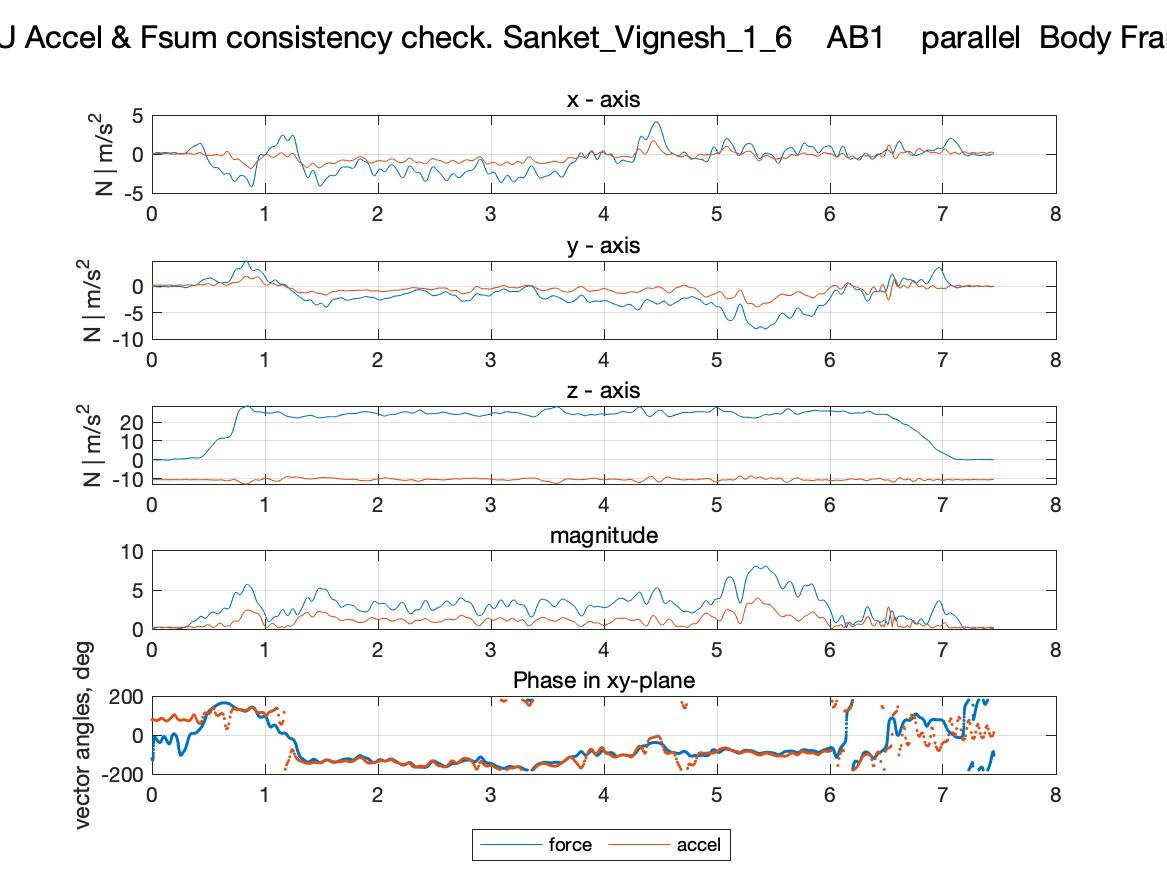 U Accel & Fsum consistency check. Sanket_Vignesh_1_6 AB1 parallel Body Fra
x - axis
N | m/s²
5
0
-5
0 1 2 3 4 5 6 7 8
y - axis
N | m/s²
0
-5
-10
0 1 2 3 4 5 6 7 8
z - axis
N | m/s²
20
10
0
-10
0 1 2 3 4 5 6 7 8
magnitude
10
5
0
0 1 2 3 4 5 6 7 8
Phase in xy-plane
vector angles, deg
200
0
-200
0 1 2 3 4 5 6 7 8
force accel